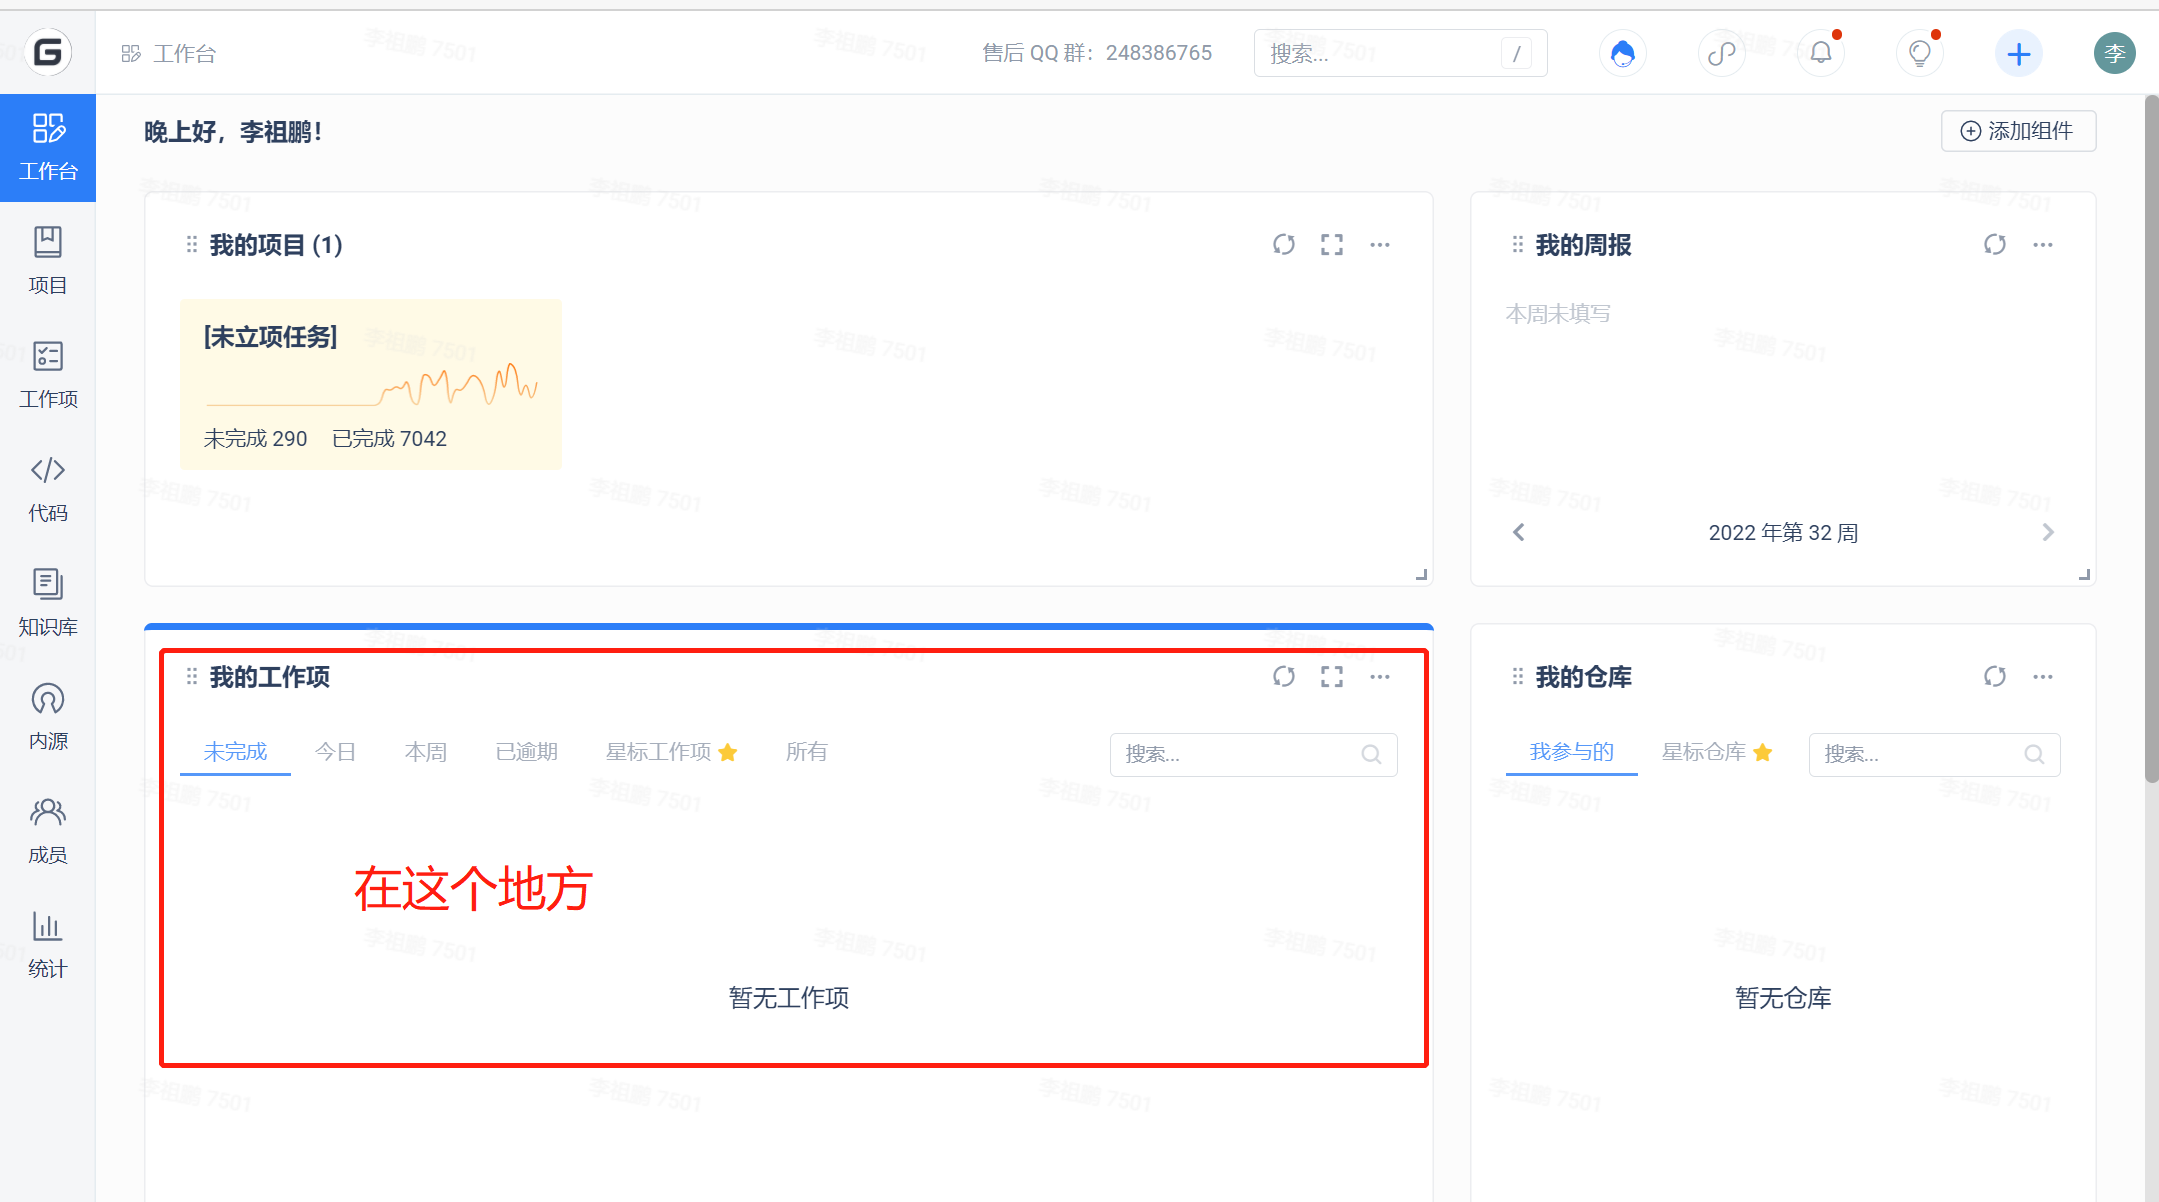 工作台
售后 QQ 群：248386765
搜索...
/
李
工作台
项目
工作项
代码
知识库
内源
成员
统计
晚上好，李祖鹏！
添加组件
我的项目 (1)
[未立项任务]
未完成 290 已完成 7042
我的周报
本周未填写
2022 年第 32 周
我的工作项
未完成 今日 本周 已逾期 星标工作项 所有
搜索...
在这个地方
暂无工作项
我的仓库
我参与的 星标仓库
搜索...
暂无仓库
李祖鹏 7501